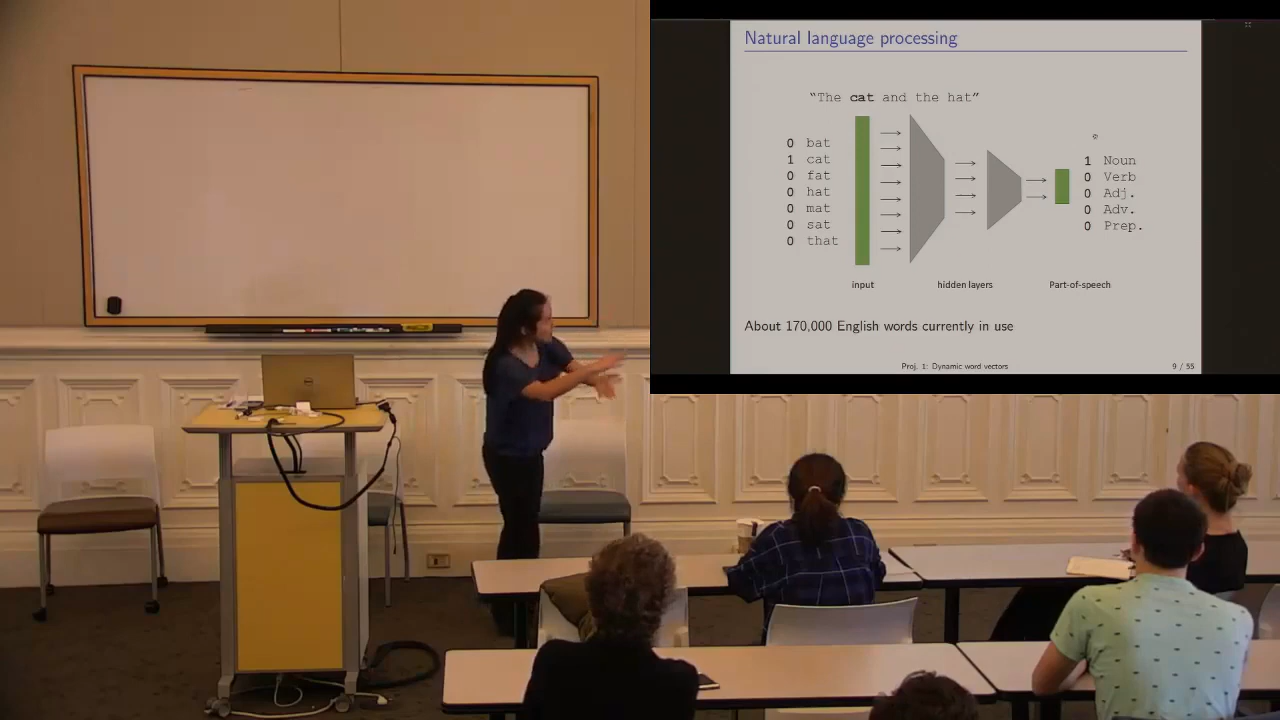 Natural language processing
"The cat and the hat"
0 bat
1 cat
0 fat
0 hat
0 mat
0 sat
0 that
1 Noun
0 Verb
0 Adj.
0 Adv.
0 Prep.
input
hidden layers
Part-of-speech
About 170,000 English words currently in use
Proj. 1: Dynamic word vectors
9 / 55